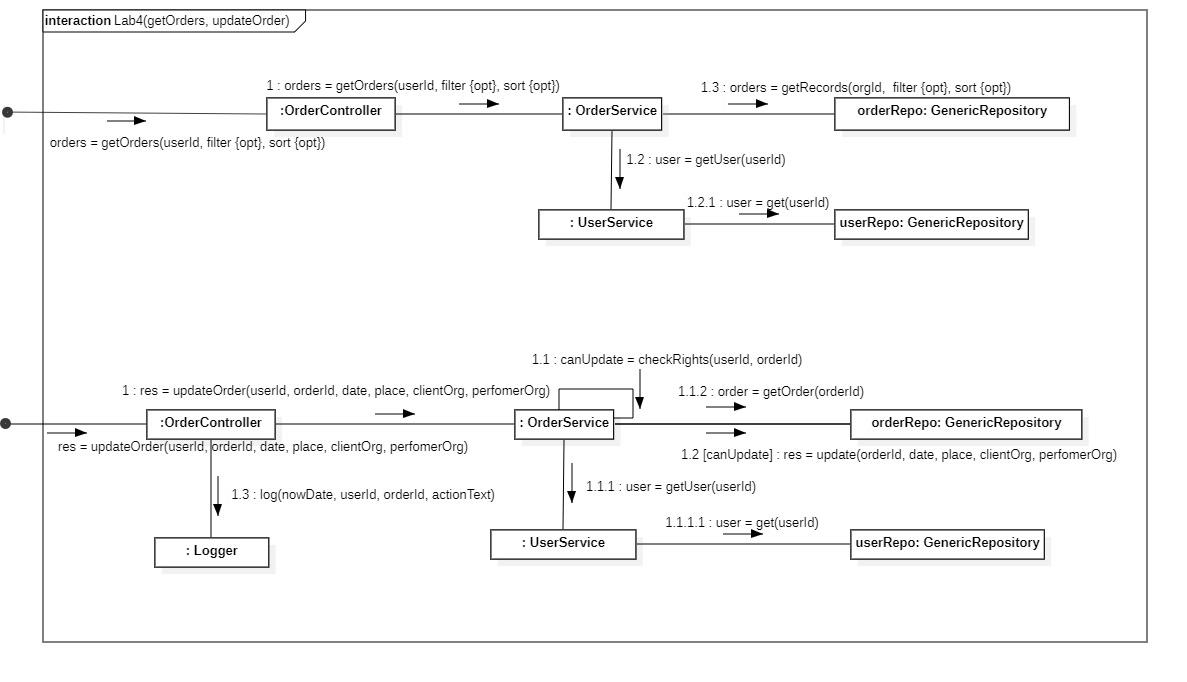 interaction Lab4(getOrders, updateOrder)
1 : orders = getOrders(userId, filter {opt}, sort {opt})
1.3 : orders = getRecords(orgId,  filter {opt}, sort {opt})
:OrderController
: OrderService
orderRepo: GenericRepository
orders = getOrders(userId, filter {opt}, sort {opt})
1.2 : user = getUser(userId)
1.2.1 : user = get(userId)
: UserService
userRepo: GenericRepository
1.1 : canUpdate = checkRights(userId, orderId)
1 : res = updateOrder(userId, orderId, date, place, clientOrg, perfomerOrg)
1.1.2 : order = getOrder(orderId)
:OrderController
: OrderService
orderRepo: GenericRepository
res = updateOrder(userId, orderId, date, place, clientOrg, perfomerOrg)
1.2 [canUpdate] : res = update(orderId, date, place, clientOrg, perfomerOrg)
1.3 : log(nowDate, userId, orderId, actionText)
1.1.1 : user = getUser(userId)
1.1.1.1 : user = get(userId)
: Logger
: UserService
userRepo: GenericRepository